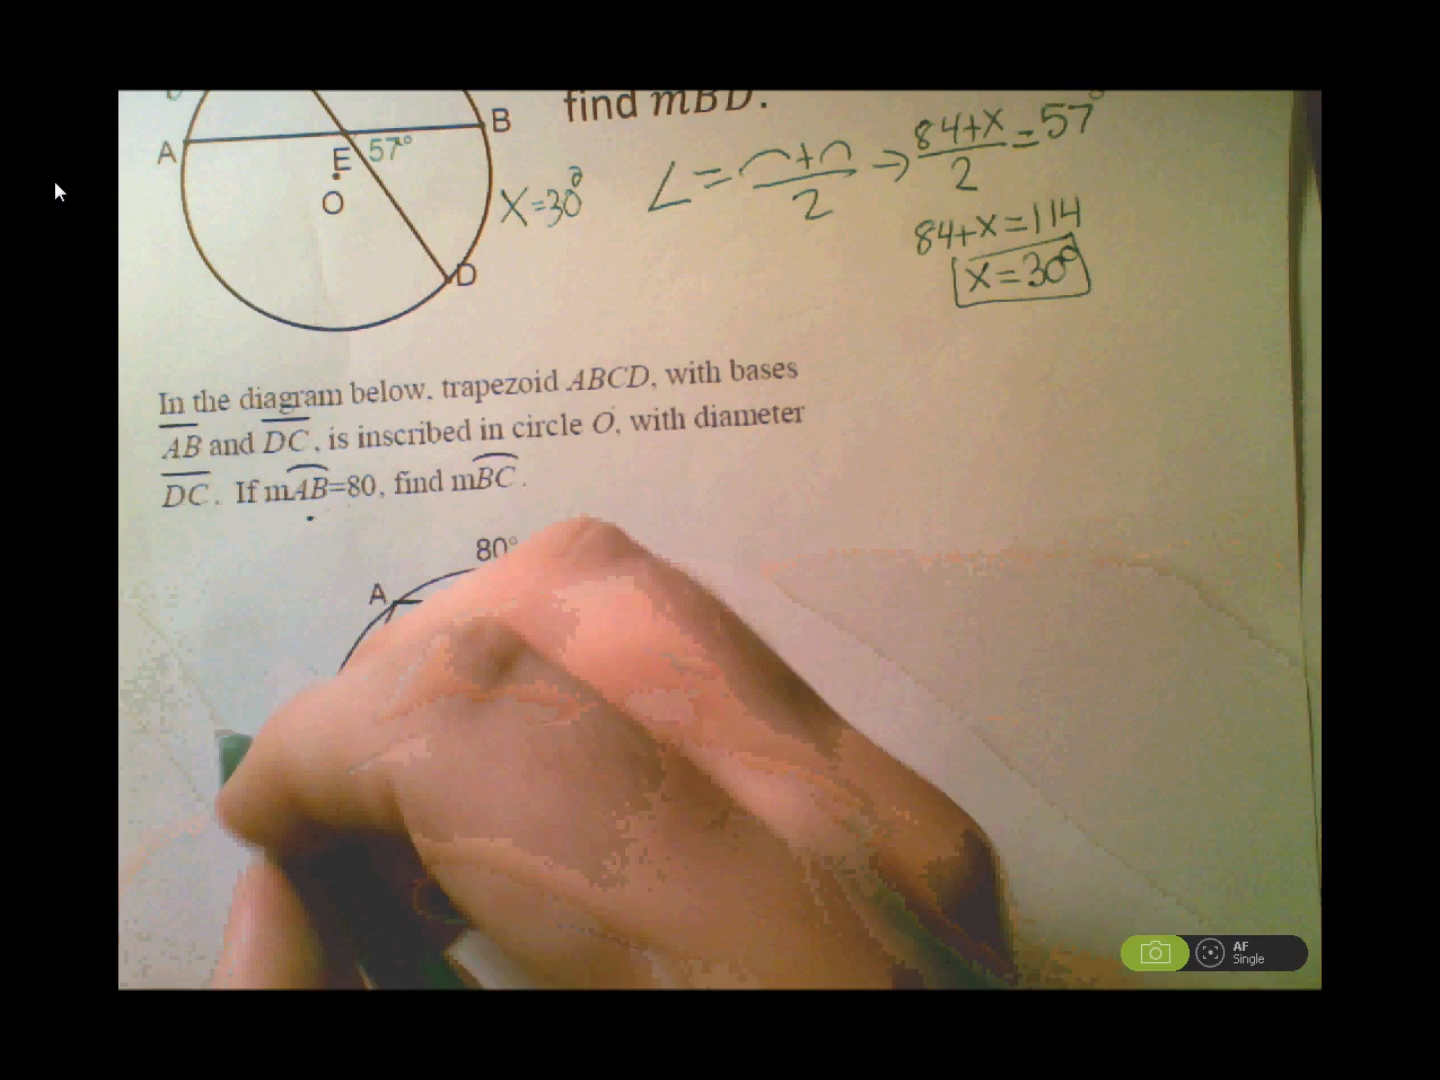 find mBD.
A
B
E 57°
O
D
X=30°
∠ = ⌒+⌒/2 → 84+X/2 = 57°
84+X=114
X=30°
In the diagram below, trapezoid ABCD, with bases
AB and DC, is inscribed in circle O, with diameter
DC. If mAB=80, find mBC.
80°
A
AF
Single